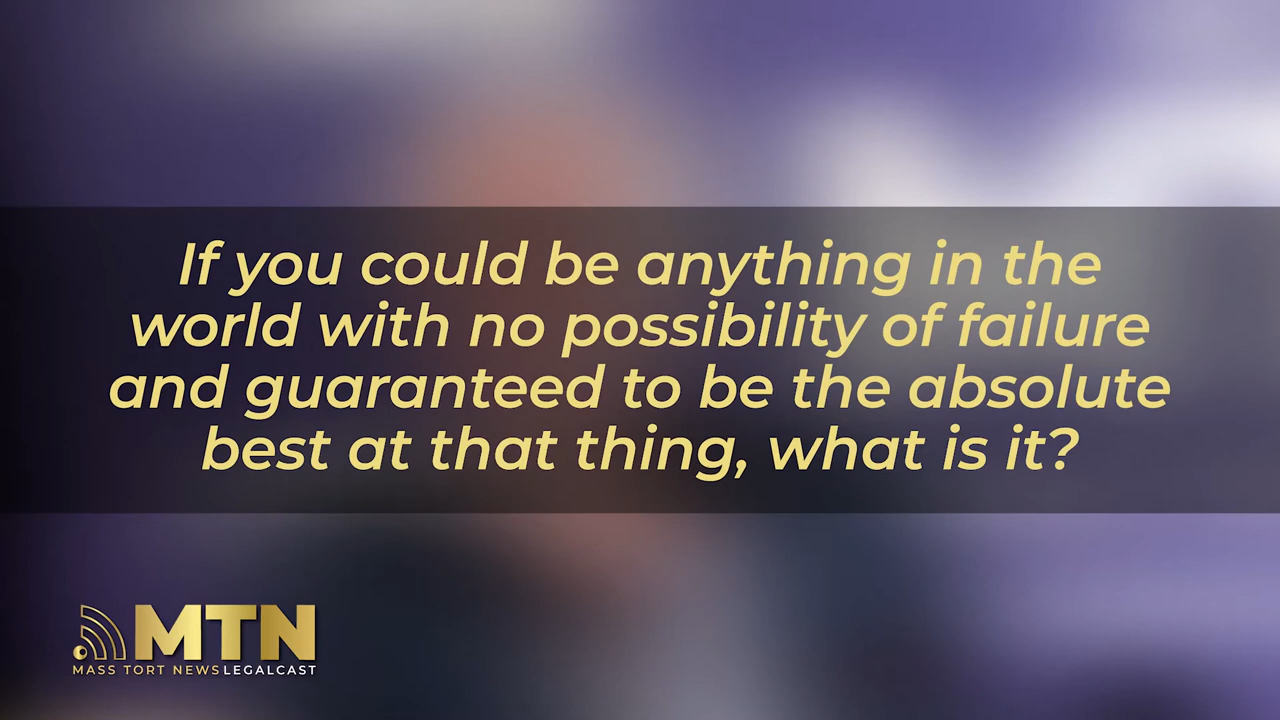 If you could be anything in the
world with no possibility of failure
and guaranteed to be the absolute
best at that thing, what is it?
MTN
MASS TORT NEWS LEGALCAST